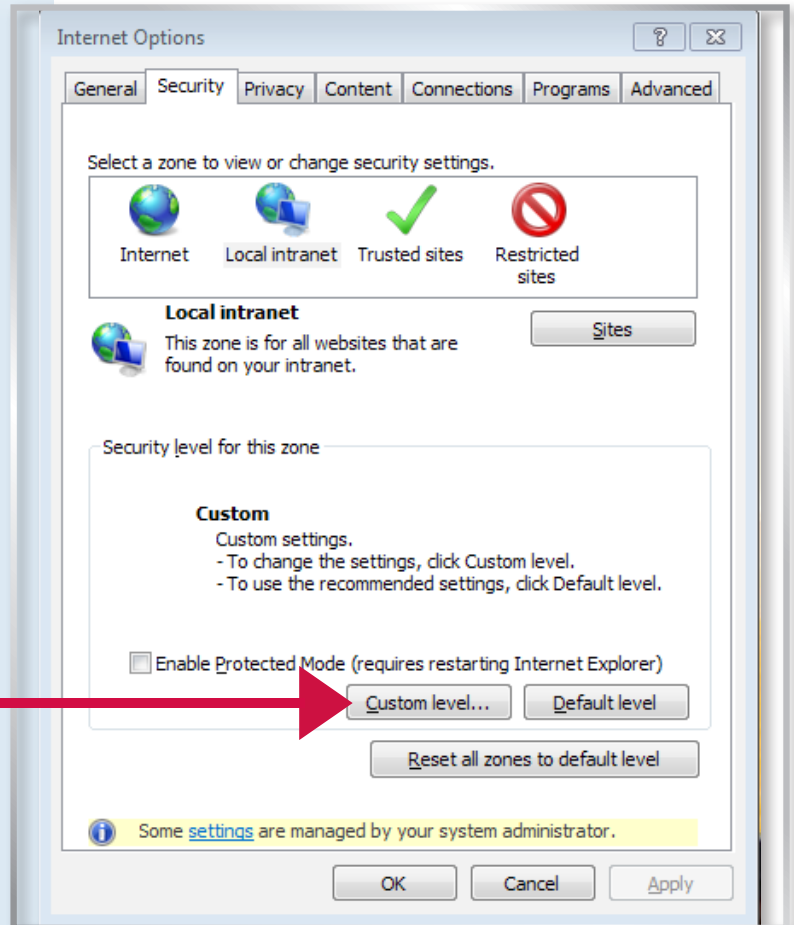 Internet Options
?
General Security Privacy Content Connections Programs Advanced
Select a zone to view or change security settings.
Internet Local intranet Trusted sites Restricted sites
Local intranet
This zone is for all websites that are
found on your intranet.
Sites
Security level for this zone
Custom
Custom settings.
- To change the settings, click Custom level.
- To use the recommended settings, click Default level.
Enable Protected Mode (requires restarting Internet Explorer)
Custom level... Default level
Reset all zones to default level
Some settings are managed by your system administrator.
OK Cancel Apply